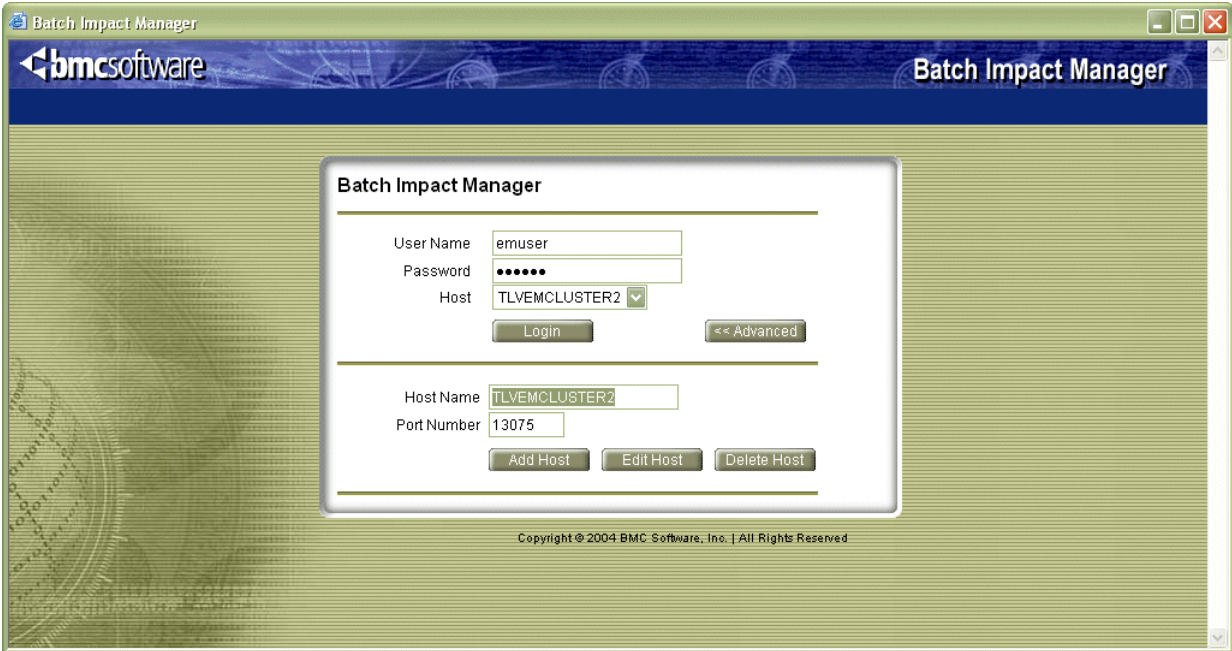 Batch Impact Manager
bmcsoftware
Batch Impact Manager
Batch Impact Manager
User Name emuser
Password ••••••
Host TLVEMCLUSTER2
Login << Advanced
Host Name TLVEMCLUSTER2
Port Number 13075
Add Host Edit Host Delete Host
Copyright © 2004 BMC Software, Inc. | All Rights Reserved